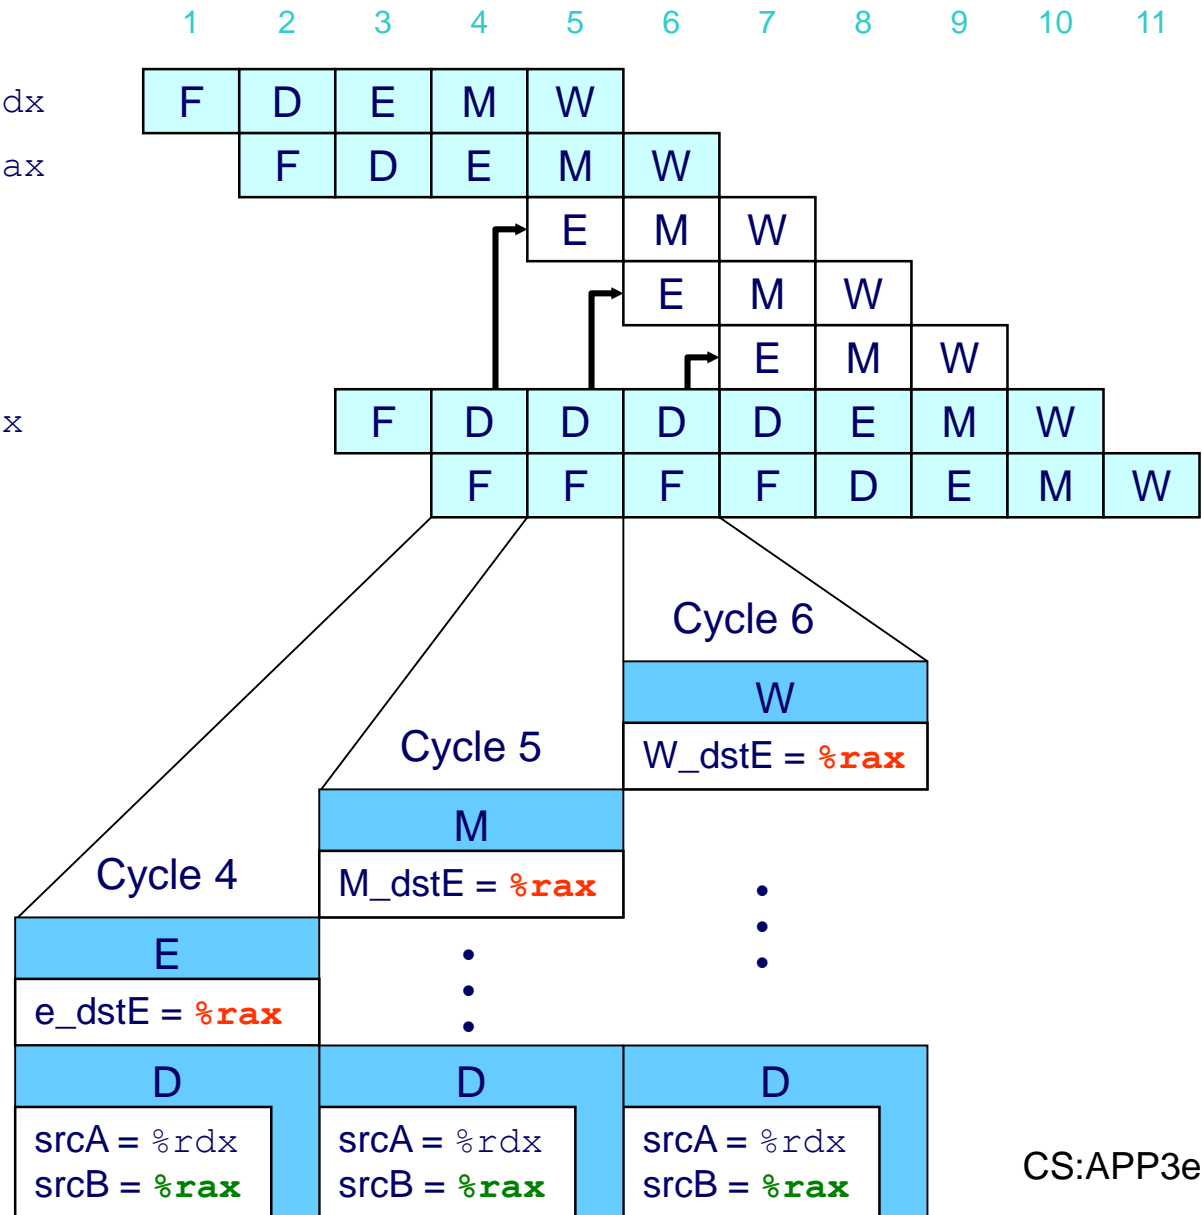 1 2 3 4 5 6 7 8 9 10 11
dx F D E M W
ax F D E M W
E M W
E M W
E M W
x F D D D D E M W
F F F F D E M W
Cycle 6
W
W_dstE = %rax
Cycle 5
M
M_dstE = %rax
Cycle 4
E
e_dstE = %rax
D D D
srcA = %rdx srcA = %rdx srcA = %rdx
srcB = %rax srcB = %rax srcB = %rax
CS:APP3e